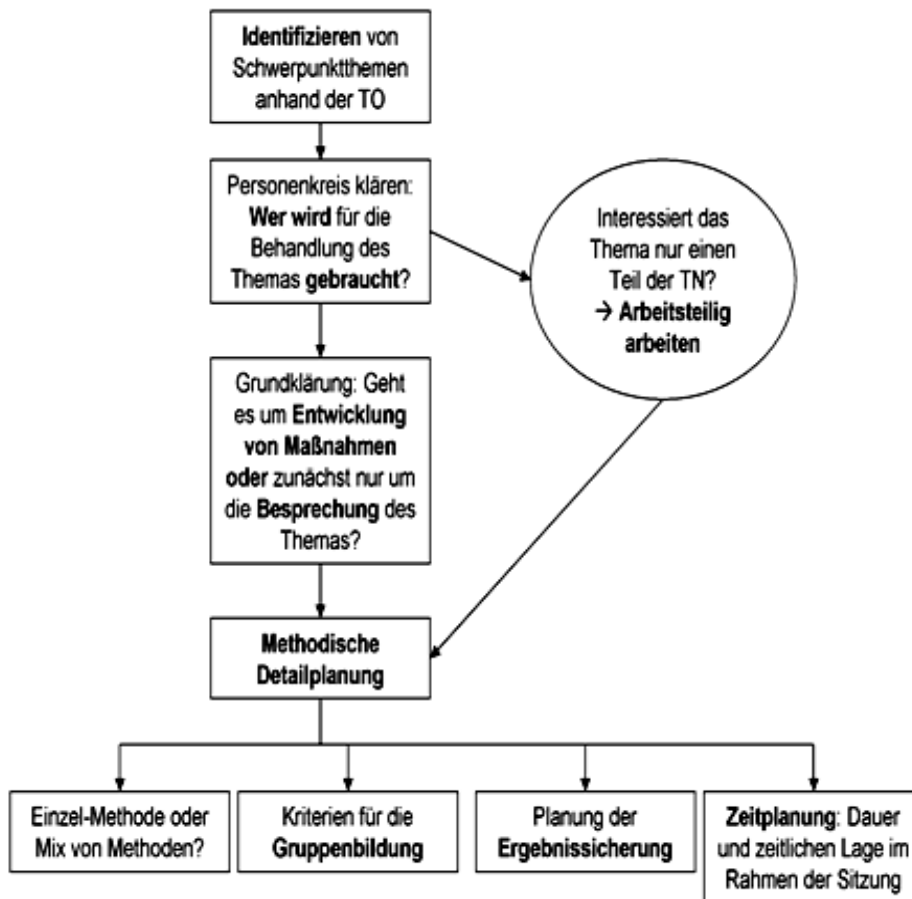 Identifizieren von
Schwerpunktthemen
anhand der TO
Personenkreis klären:
Wer wird für die
Behandlung des
Themas gebraucht?
Interessiert das
Thema nur einen
Teil der TN?
→ Arbeitsteilig
arbeiten
Grundklärung: Geht
es um Entwicklung
von Maßnahmen
oder zunächst nur um
die Besprechung des
Themas?
Methodische
Detailplanung
Einzel-Methode oder
Mix von Methoden?
Kriterien für die
Gruppenbildung
Planung der
Ergebnissicherung
Zeitplanung: Dauer
und zeitlichen Lage im
Rahmen der Sitzung